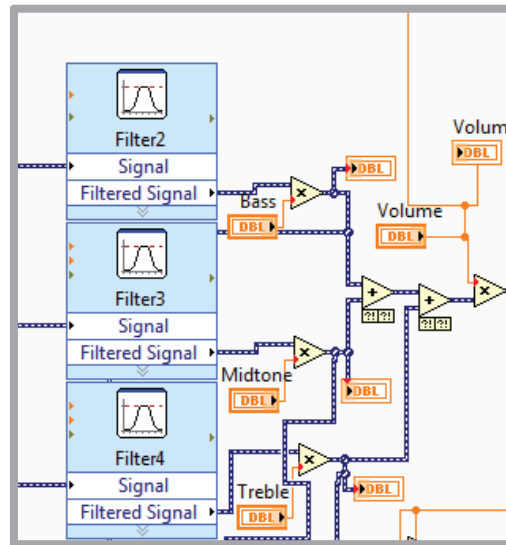 Filter2
Signal
Filtered Signal
Bass
DBL
DBL
Volum
DBL
Volume
DBL
Filter3
Signal
Filtered Signal
?! ?!
?! ?!
Midtone
DBL
DBL
Filter4
Signal
Filtered Signal
Treble
DBL
DBL